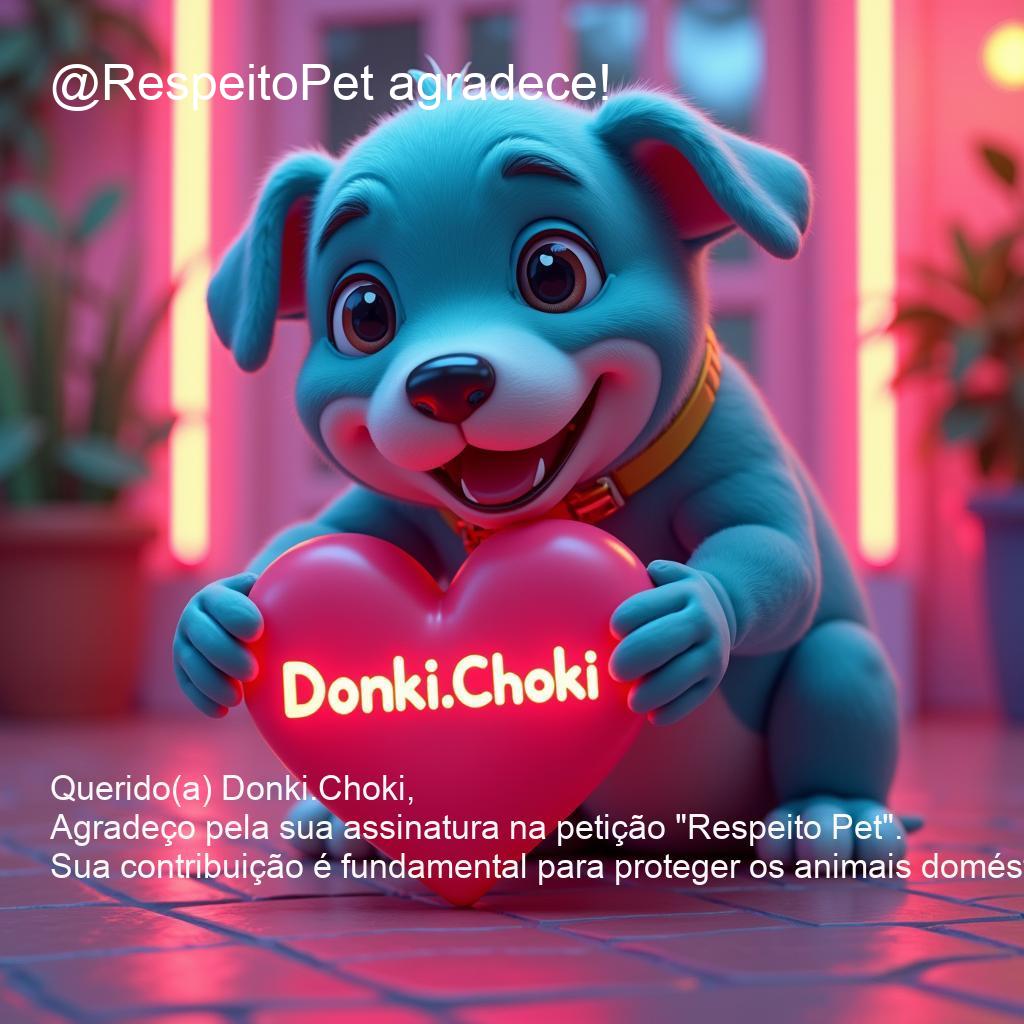 @RespeitoPet agradece!
Donki.Choki
Querido(a) Donki.Choki,
Agradeço pela sua assinatura na petição "Respeito Pet".
Sua contribuição é fundamental para proteger os animais domés